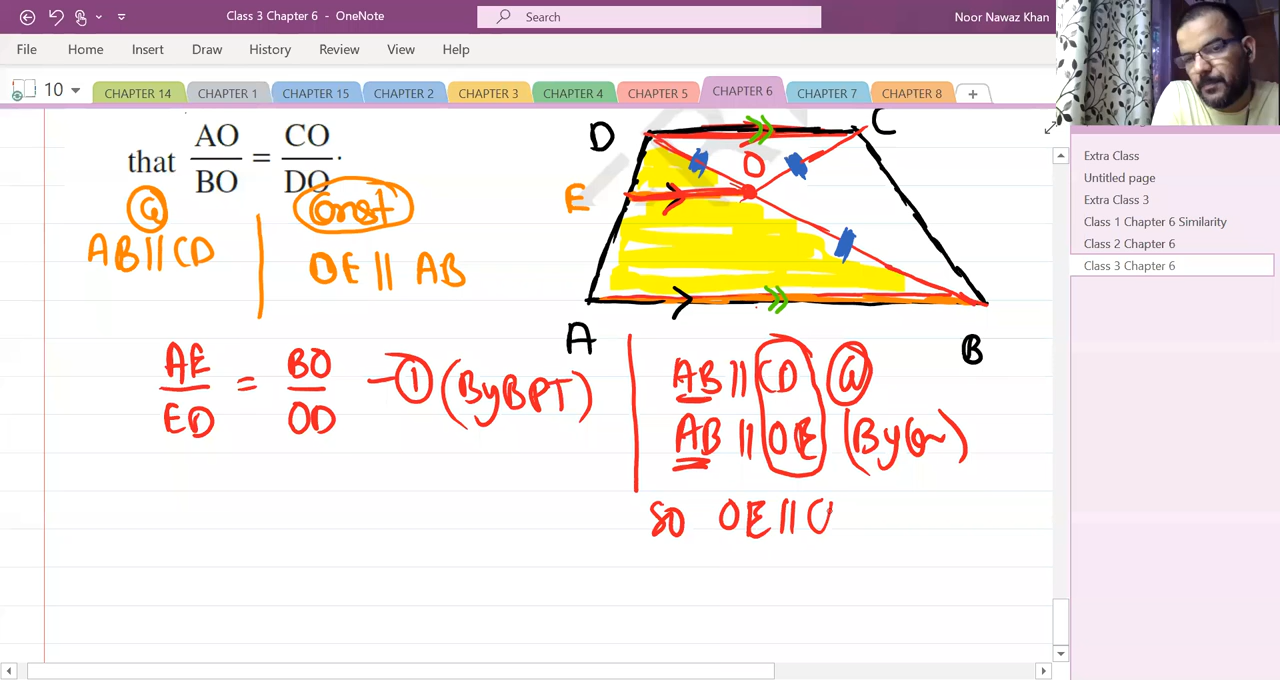 Class 3 Chapter 6 - OneNote
Search
Noor Nawaz Khan
File Home Insert Draw History Review View Help
10
CHAPTER 14 CHAPTER 1 CHAPTER 15 CHAPTER 2 CHAPTER 3 CHAPTER 4 CHAPTER 5 CHAPTER 6 CHAPTER 7 CHAPTER 8 +
Extra Class
Untitled page
Extra Class 3
Class 1 Chapter 6 Similarity
Class 2 Chapter 6
Class 3 Chapter 6
that AO/BO = CO/DO.
G
Const
AB || CD
OE || AB
D
C
O
E
A
B
AE/ED = BO/OD - 1 (By BPT)
AB || CD G
AB || OE (By Con)
SO OE || C